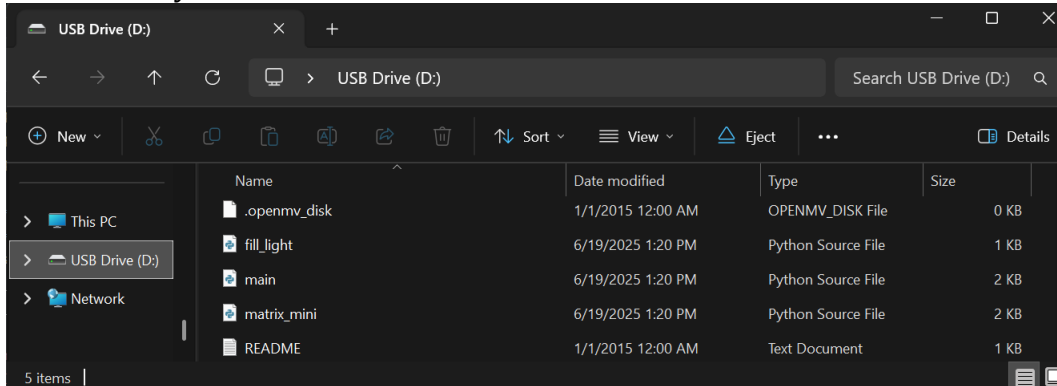 USB Drive (D:)
USB Drive (D:) Search USB Drive (D:)
New Sort View Eject Details
Name Date modified Type Size
.openmv_disk 1/1/2015 12:00 AM OPENMV_DISK File 0 KB
This PC
fill_light 6/19/2025 1:20 PM Python Source File 1 KB
USB Drive (D:)
main 6/19/2025 1:20 PM Python Source File 2 KB
Network
matrix_mini 6/19/2025 1:20 PM Python Source File 2 KB
README 1/1/2015 12:00 AM Text Document 1 KB
5 items